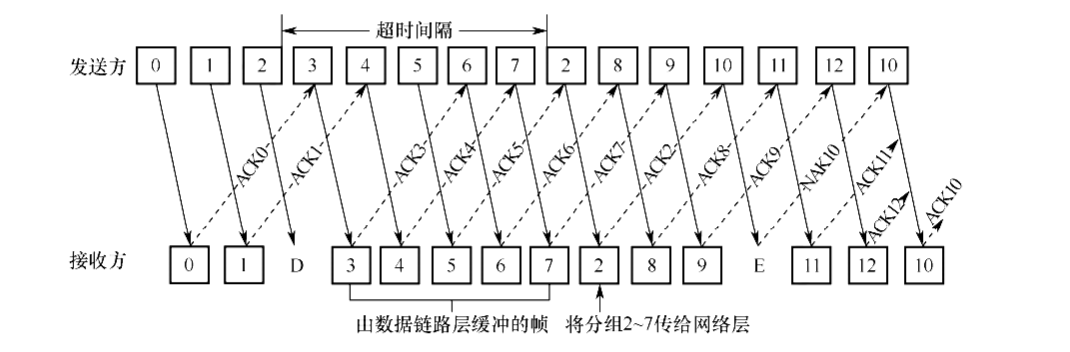 超时间隔
发送方 0 1 2 3 4 5 6 7 2 8 9 10 11 12 10
ACK0 ACK1 ACK3 ACK4 ACK5 ACK6 ACK7 ACK2 ACK8 ACK9 NAK10 ACK11 ACK12 ACK10
接收方 0 1 D 3 4 5 6 7 2 8 9 E 11 12 10
由数据链路层缓冲的帧 将分组2~7传给网络层